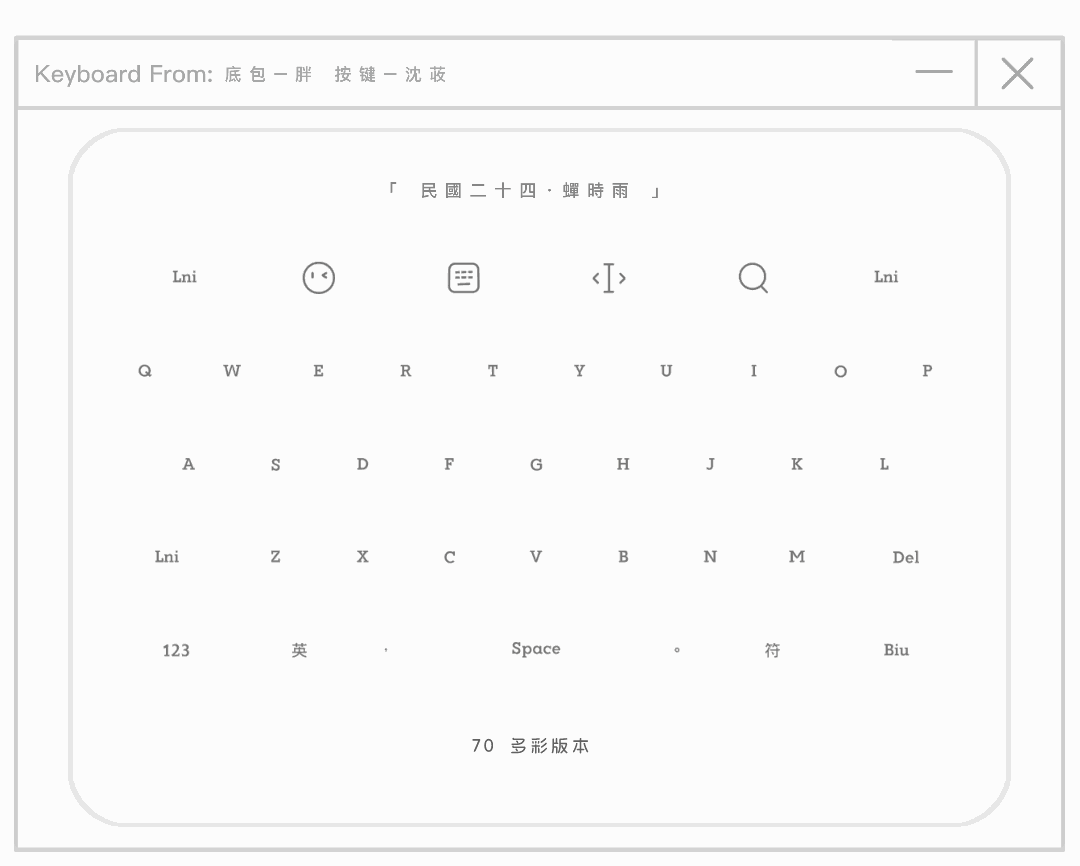 Keyboard From: 底包一胖 按键一沈莜
「 民國二十四·蟬時雨 」
Lni Lni
Q W E R T Y U I O P
A S D F G H J K L
Lni Z X C V B N M Del
123 英 , Space 。 符 Biu
70 多彩版本